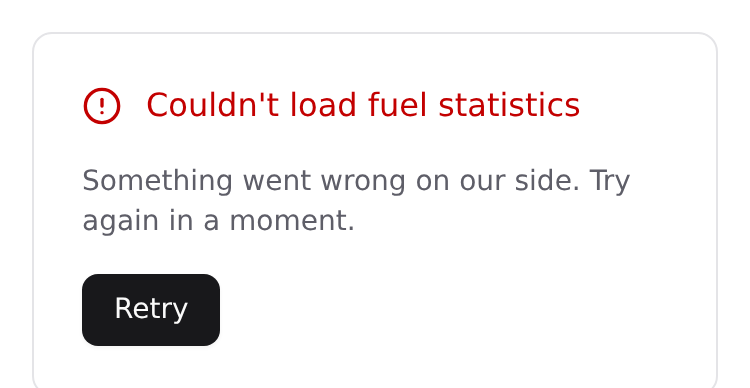 Couldn't load fuel statistics
Something went wrong on our side. Try
again in a moment.
Retry